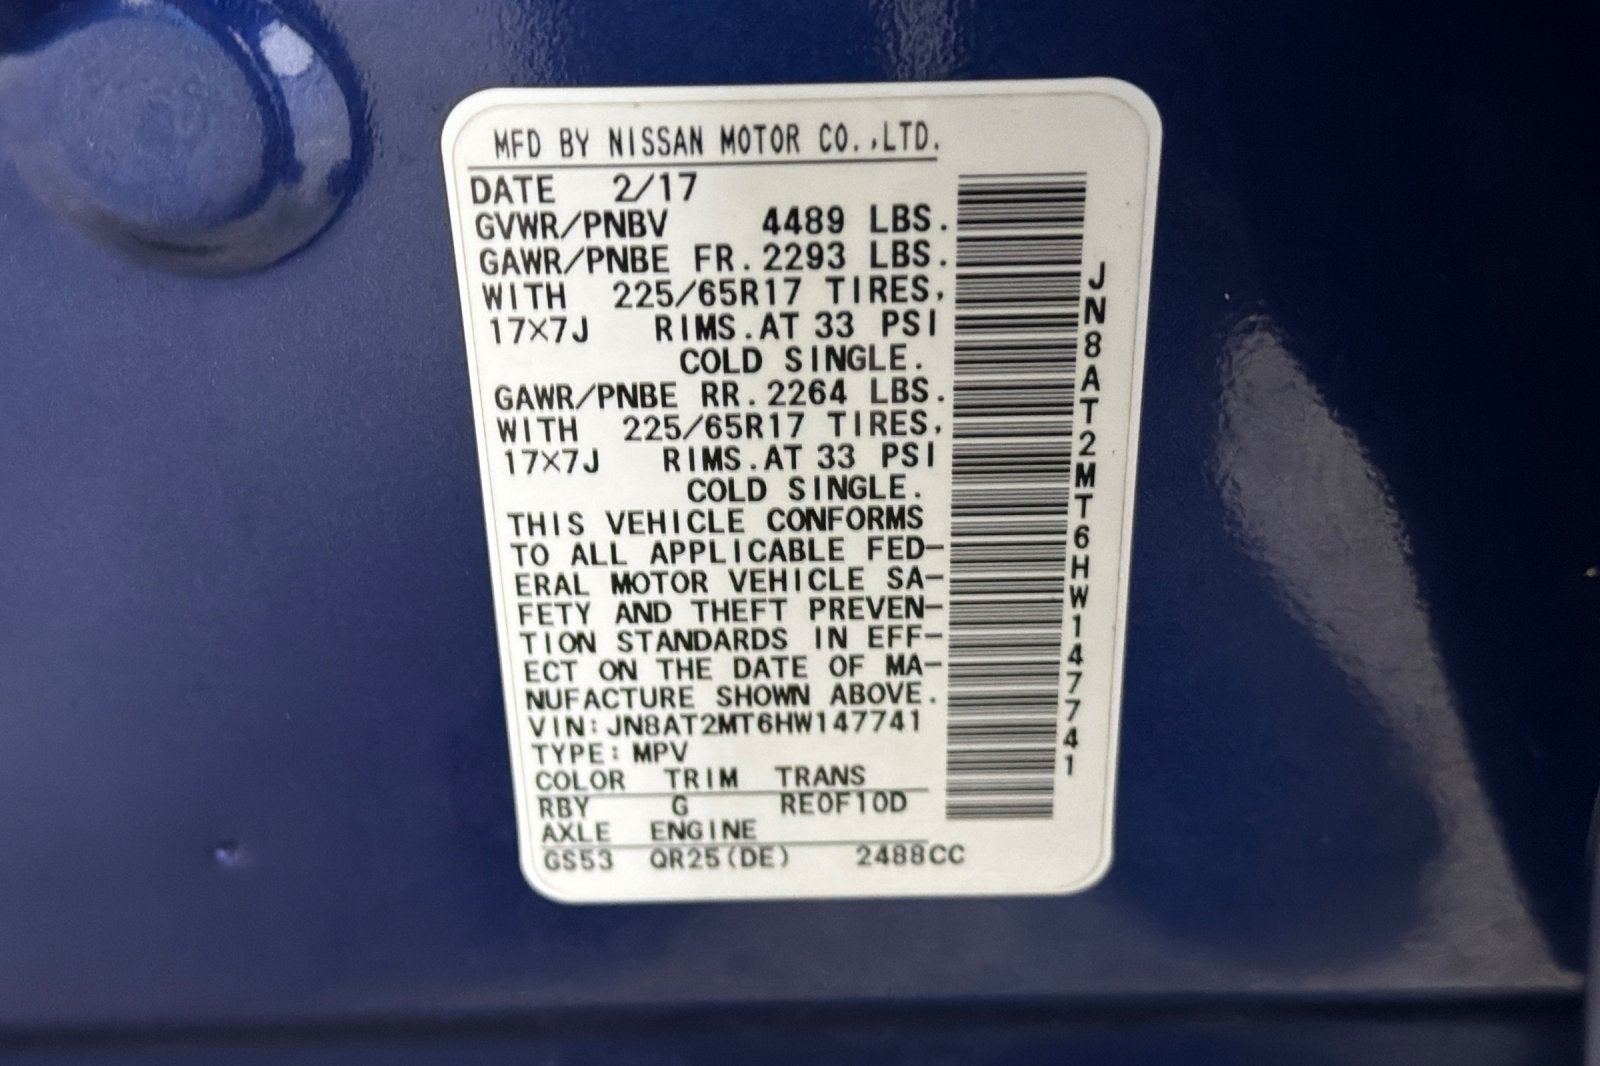 MFD BY NISSAN MOTOR CO.,LTD.
DATE 2/17
GVWR/PNBV 4489 LBS.
GAWR/PNBE FR.2293 LBS.
WITH 225/65R17 TIRES,
17×7J RIMS.AT 33 PSI
COLD SINGLE.
GAWR/PNBE RR.2264 LBS.
WITH 225/65R17 TIRES,
17×7J RIMS.AT 33 PSI
COLD SINGLE.
THIS VEHICLE CONFORMS
TO ALL APPLICABLE FED-
ERAL MOTOR VEHICLE SA-
FETY AND THEFT PREVEN-
TION STANDARDS IN EFF-
ECT ON THE DATE OF MA-
NUFACTURE SHOWN ABOVE.
VIN:JN8AT2MT6HW147741
TYPE:MPV
COLOR TRIM TRANS
RBY G RE0F10D
AXLE ENGINE
GS53 QR25(DE) 2488CC
JN8AT2MT6HW147741